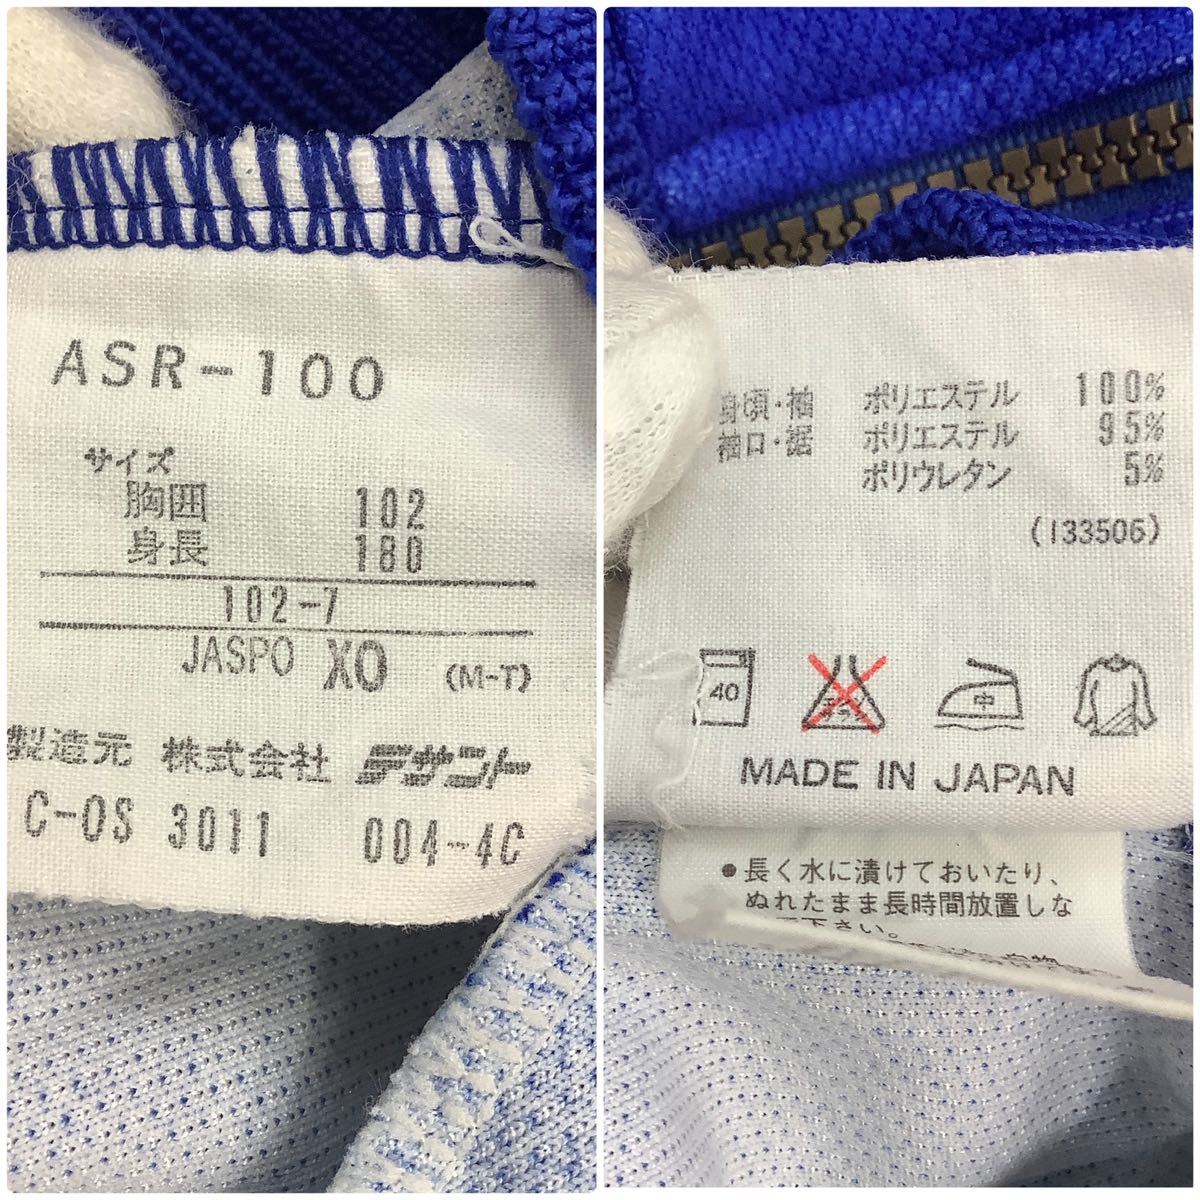 ASR-100
サイズ
胸囲 102
身長 180
102-7
JASPO XO (M-T)
製造元 株式会社 デサント
C-OS 3011 004-4C
身頃・袖 ポリエステル 100%
袖口・裾 ポリエステル 95%
ポリウレタン 5%
(133506)
40
中
MADE IN JAPAN
●長く水に漬けておいたり、
ぬれたまま長時間放置しな
下さい。